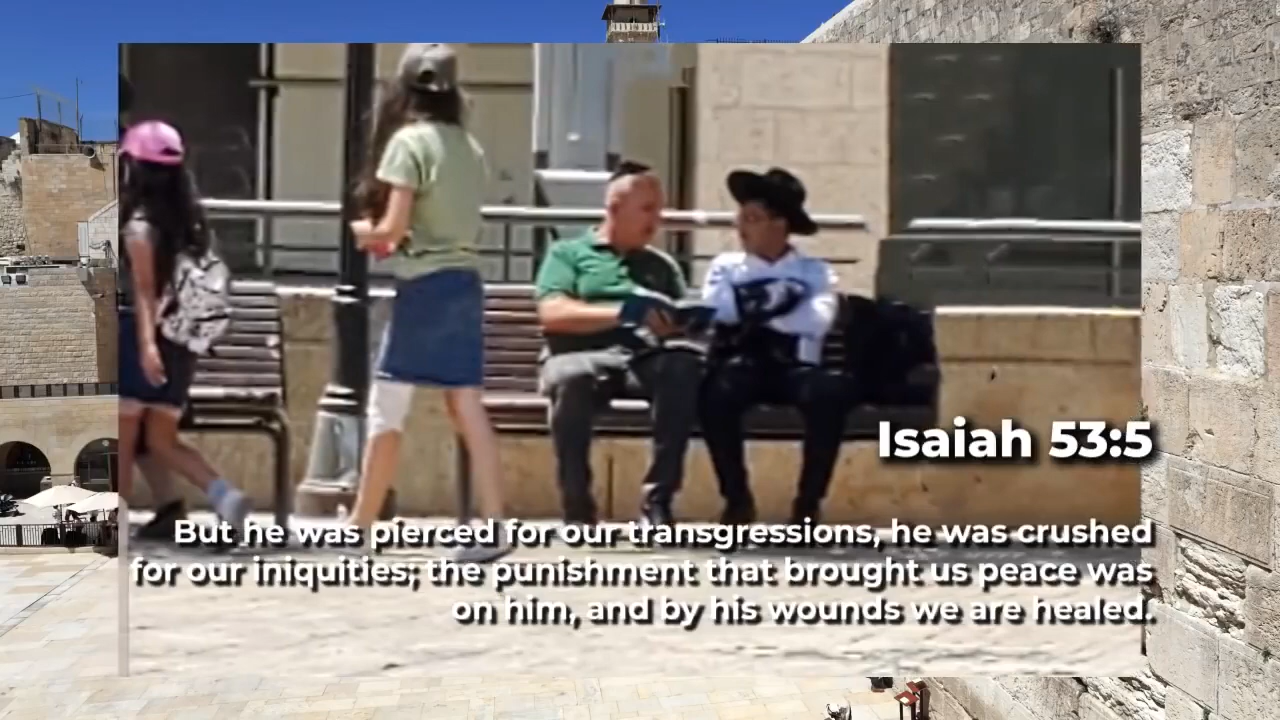 Isaiah 53:5
But he was pierced for our transgressions, he was crushed
for our iniquities; the punishment that brought us peace was
on him, and by his wounds we are healed.